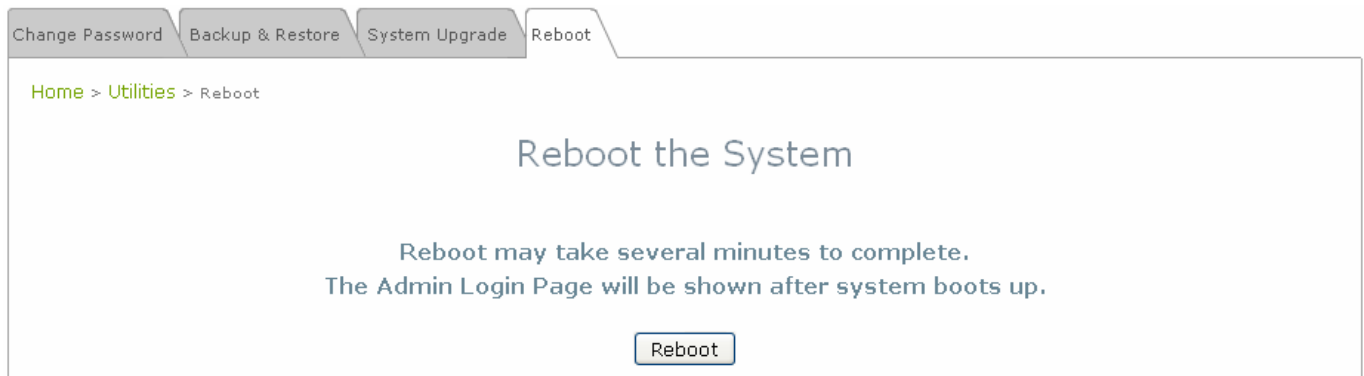 Change Password Backup & Restore System Upgrade Reboot
Home > Utilities > Reboot
Reboot the System
Reboot may take several minutes to complete.
The Admin Login Page will be shown after system boots up.
Reboot